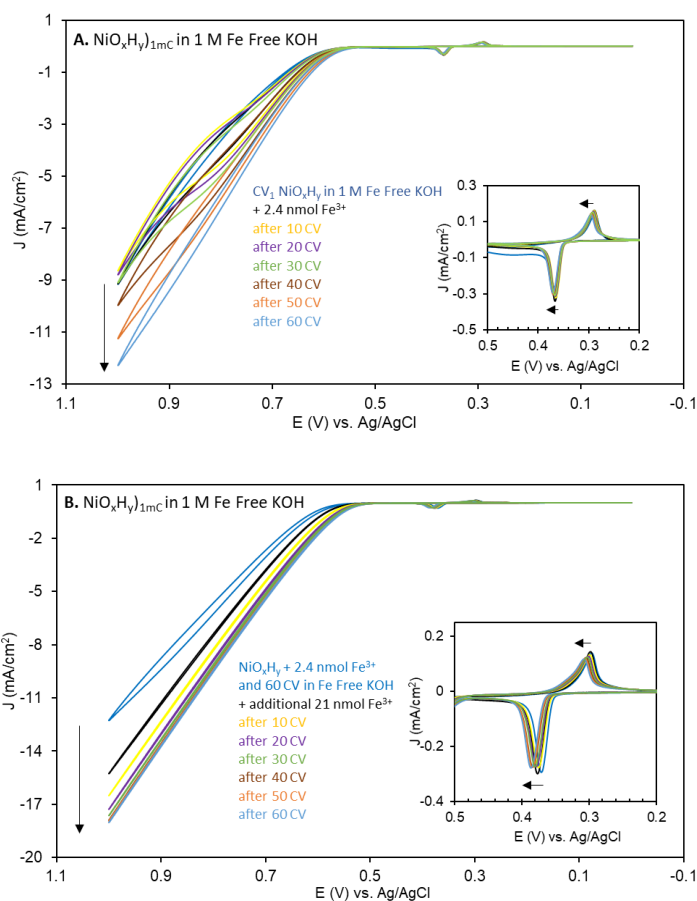 A. NiOxHy)1mC in 1 M Fe Free KOH
1
-1
-3
-5
-7
-9
-11
-13
J (mA/cm²)
CV1 NiOxHy in 1 M Fe Free KOH
+ 2.4 nmol Fe³⁺
after 10 CV
after 20 CV
after 30 CV
after 40 CV
after 50 CV
after 60 CV
0.3
0.0
-0.3
-0.5
J (mA/cm²)
0.5 0.4 0.3 0.2
E (V) vs. Ag/AgCl
1.1 0.9 0.7 0.5 0.3 0.1 -0.1
E (V) vs. Ag/AgCl
B. NiOxHy)1mC in 1 M Fe Free KOH
1
-2
-5
-8
-11
-14
-17
-20
J (mA/cm²)
NiOxHy + 2.4 nmol Fe³⁺
and 60 CV in Fe Free KOH
+ additional 21 nmol Fe³⁺
after 10 CV
after 20 CV
after 30 CV
after 40 CV
after 50 CV
after 60 CV
0.2
0
-0.2
-0.4
J (mA/cm²)
0.5 0.4 0.3 0.2
E (V) vs. Ag/AgCl
1.1 0.9 0.7 0.5 0.3 0.1 -0.1
E (V) vs. Ag/AgCl